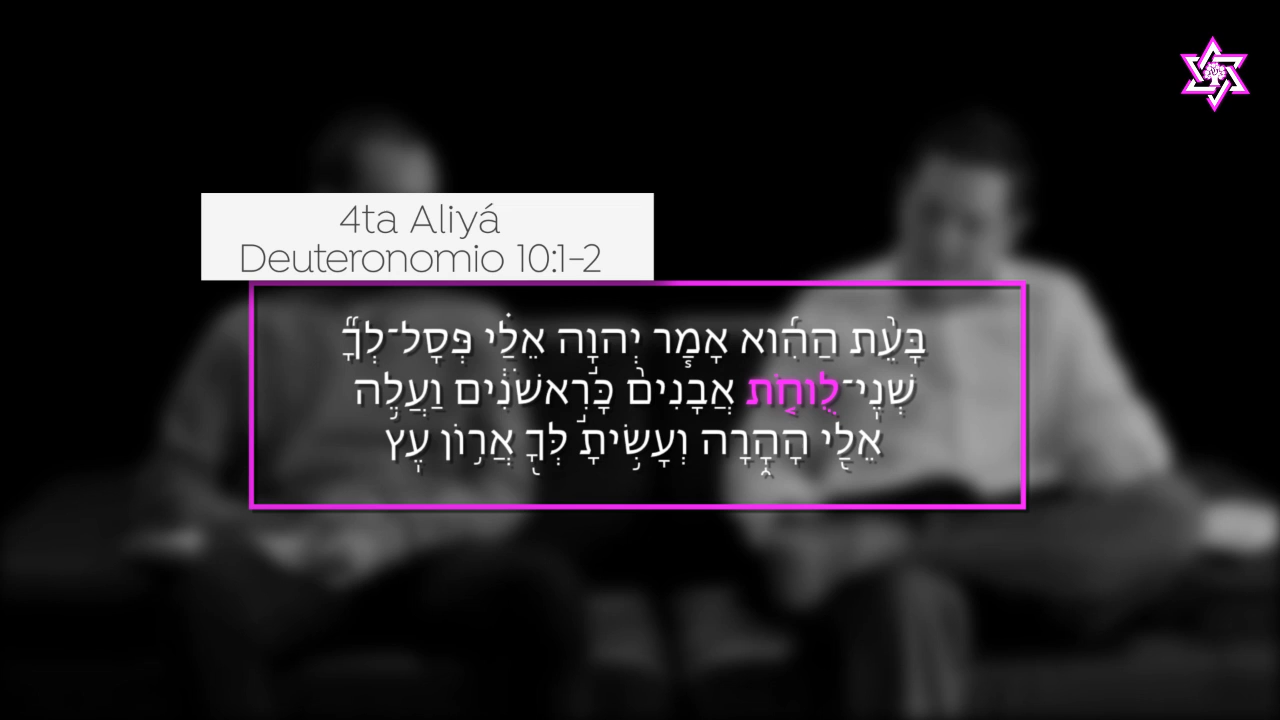 4ta Aliyá
Deuteronomio 10:1-2
בָּעֵ֨ת הַהִ֜וא אָמַ֧ר יְהוָ֣ה אֵלַ֗י פְּסָל־לְךָ֞
שְׁנֵֽי־לוּחֹ֤ת אֲבָנִים֙ כָּרִ֣אשֹׁנִ֔ים וַעֲלֵ֥ה
אֵלַ֖י הָהָ֑רָה וְעָשִׂ֥יתָ לְּךָ֖ אֲר֥וֹן עֵֽץ